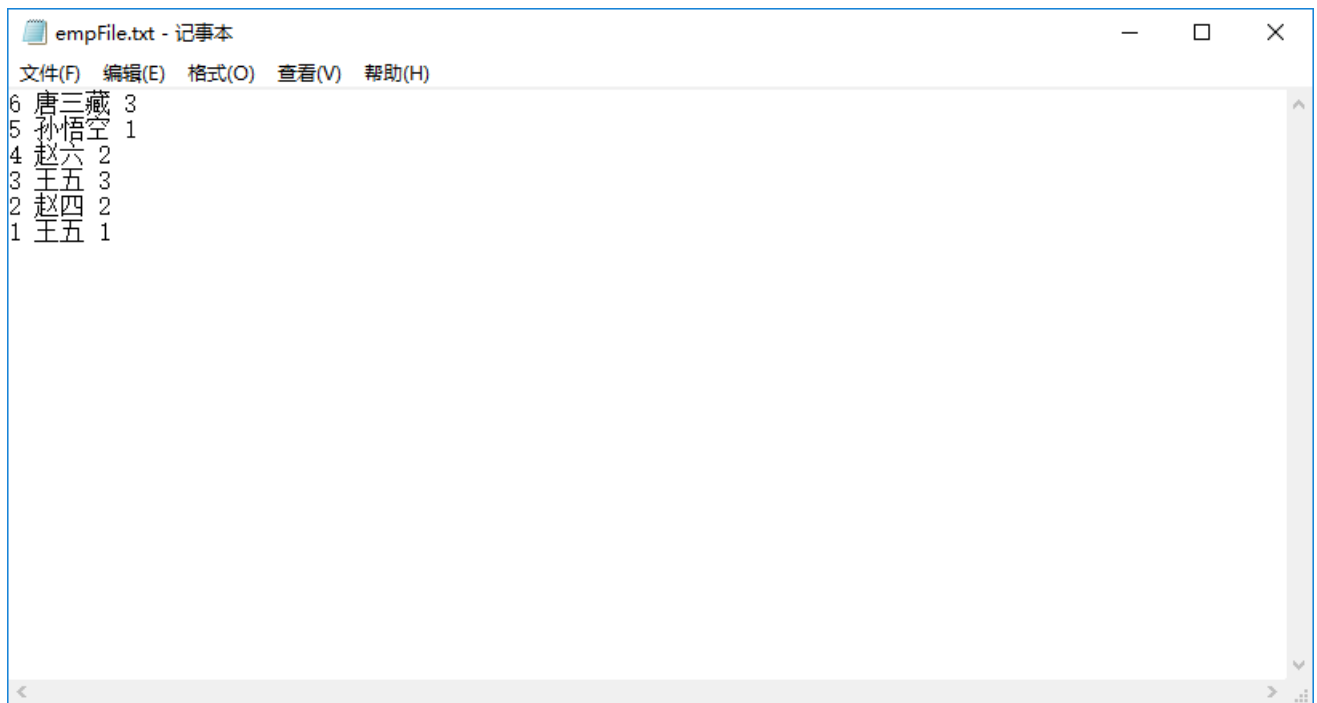 empFile.txt - 记事本
文件(F) 编辑(E) 格式(O) 查看(V) 帮助(H)
6 唐三藏 3
5 孙悟空 1
4 赵六 2
3 王五 3
2 赵四 2
1 王五 1